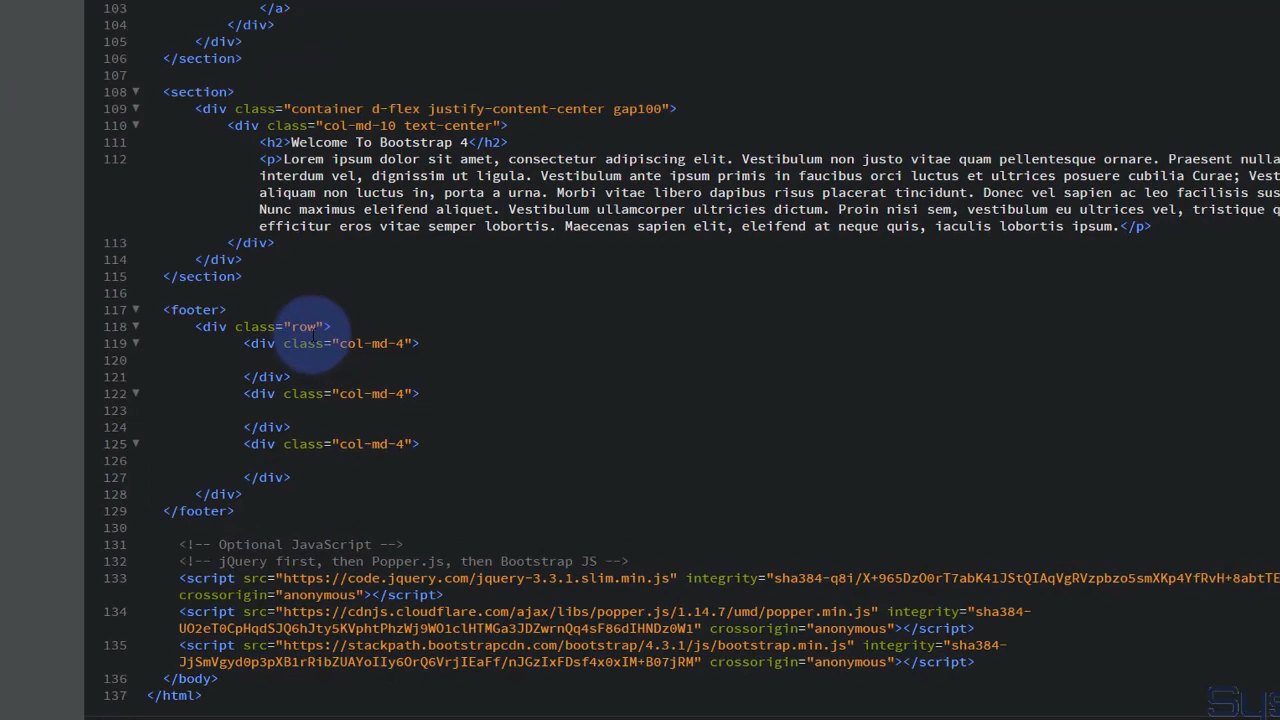 103 </a>
104 </div>
105 </div>
106 </section>
107
108 <section>
109 <div class="container d-flex justify-content-center gap100">
110 <div class="col-md-10 text-center">
111 <h2>Welcome To Bootstrap 4</h2>
112 <p>Lorem ipsum dolor sit amet, consectetur adipiscing elit. Vestibulum non justo vitae quam pellentesque ornare. Praesent nulla
interdum vel, dignissim ut ligula. Vestibulum ante ipsum primis in faucibus orci luctus et ultrices posuere cubilia Curae; Vest
aliquam non luctus in, porta a urna. Morbi vitae libero dapibus risus placerat tincidunt. Donec vel sapien ac leo facilisis sus
Nunc maximus eleifend aliquet. Vestibulum ullamcorper ultricies dictum. Proin nisi sem, vestibulum eu ultrices vel, tristique q
efficitur eros vitae semper lobortis. Maecenas sapien elit, eleifend at neque quis, iaculis lobortis ipsum.</p>
113 </div>
114 </div>
115 </section>
116
117 <footer>
118 <div class="row">
119 <div class="col-md-4">
120
121 </div>
122 <div class="col-md-4">
123
124 </div>
125 <div class="col-md-4">
126
127 </div>
128 </div>
129 </footer>
130
131 <!-- Optional JavaScript -->
132 <!-- jQuery first, then Popper.js, then Bootstrap JS -->
133 <script src="https://code.jquery.com/jquery-3.3.1.slim.min.js" integrity="sha384-q8i/X+965DzO0rT7abK41JStQIAqVgRVzpbzo5smXKp4YfRvH+8abtTE
crossorigin="anonymous"></script>
134 <script src="https://cdnjs.cloudflare.com/ajax/libs/popper.js/1.14.7/umd/popper.min.js" integrity="sha384-
UO2eT0CpHqdSJQ6hJty5KVphtPhzWj9WO1clHTMGa3JDZwrnQq4sF86dIHNDz0W1" crossorigin="anonymous"></script>
135 <script src="https://stackpath.bootstrapcdn.com/bootstrap/4.3.1/js/bootstrap.min.js" integrity="sha384-
JjSmVgyd0p3pXB1rRibZUAYoIIy6OrQ6VrjIEaFf/nJGzIxFDsf4x0xIM+B07jRM" crossorigin="anonymous"></script>
136 </body>
137 </html>